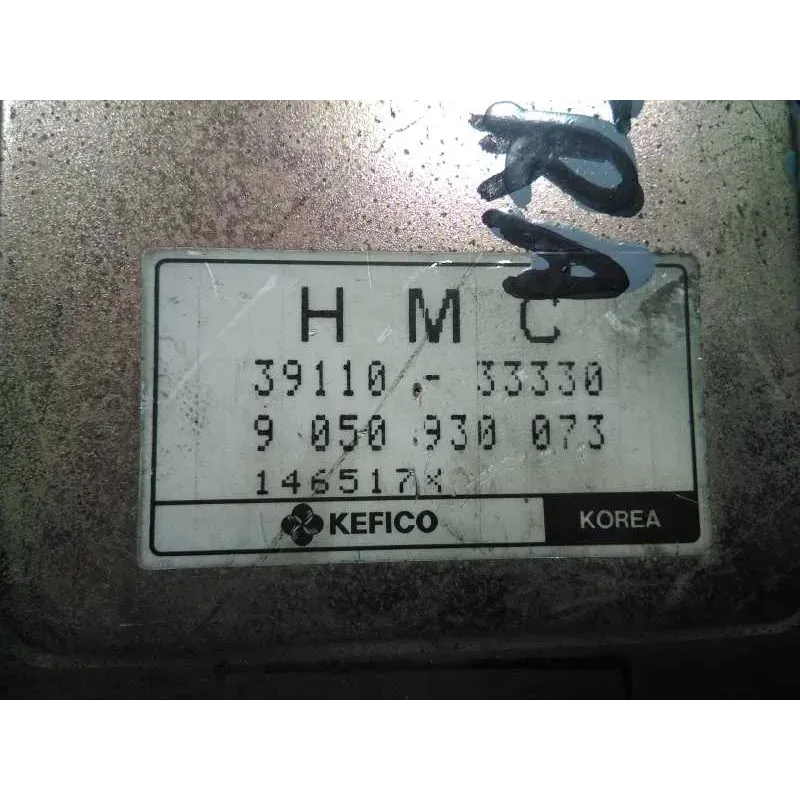 H M C
39110 - 33330
9 050 930 073
146517
KEFICO
KOREA